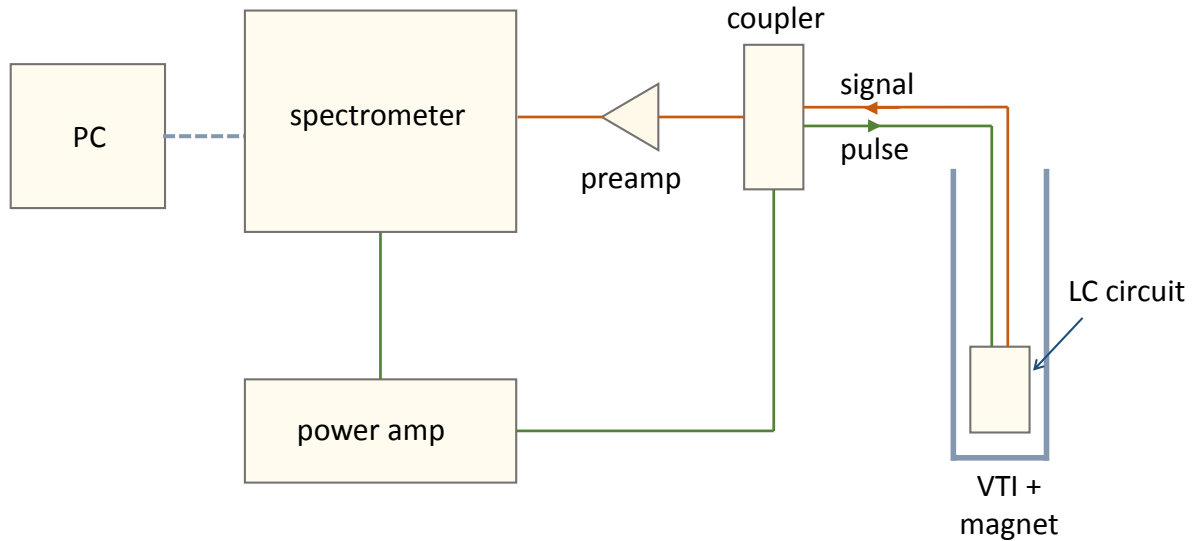 coupler
PC
spectrometer
preamp
signal
pulse
LC circuit
power amp
VTI +
magnet